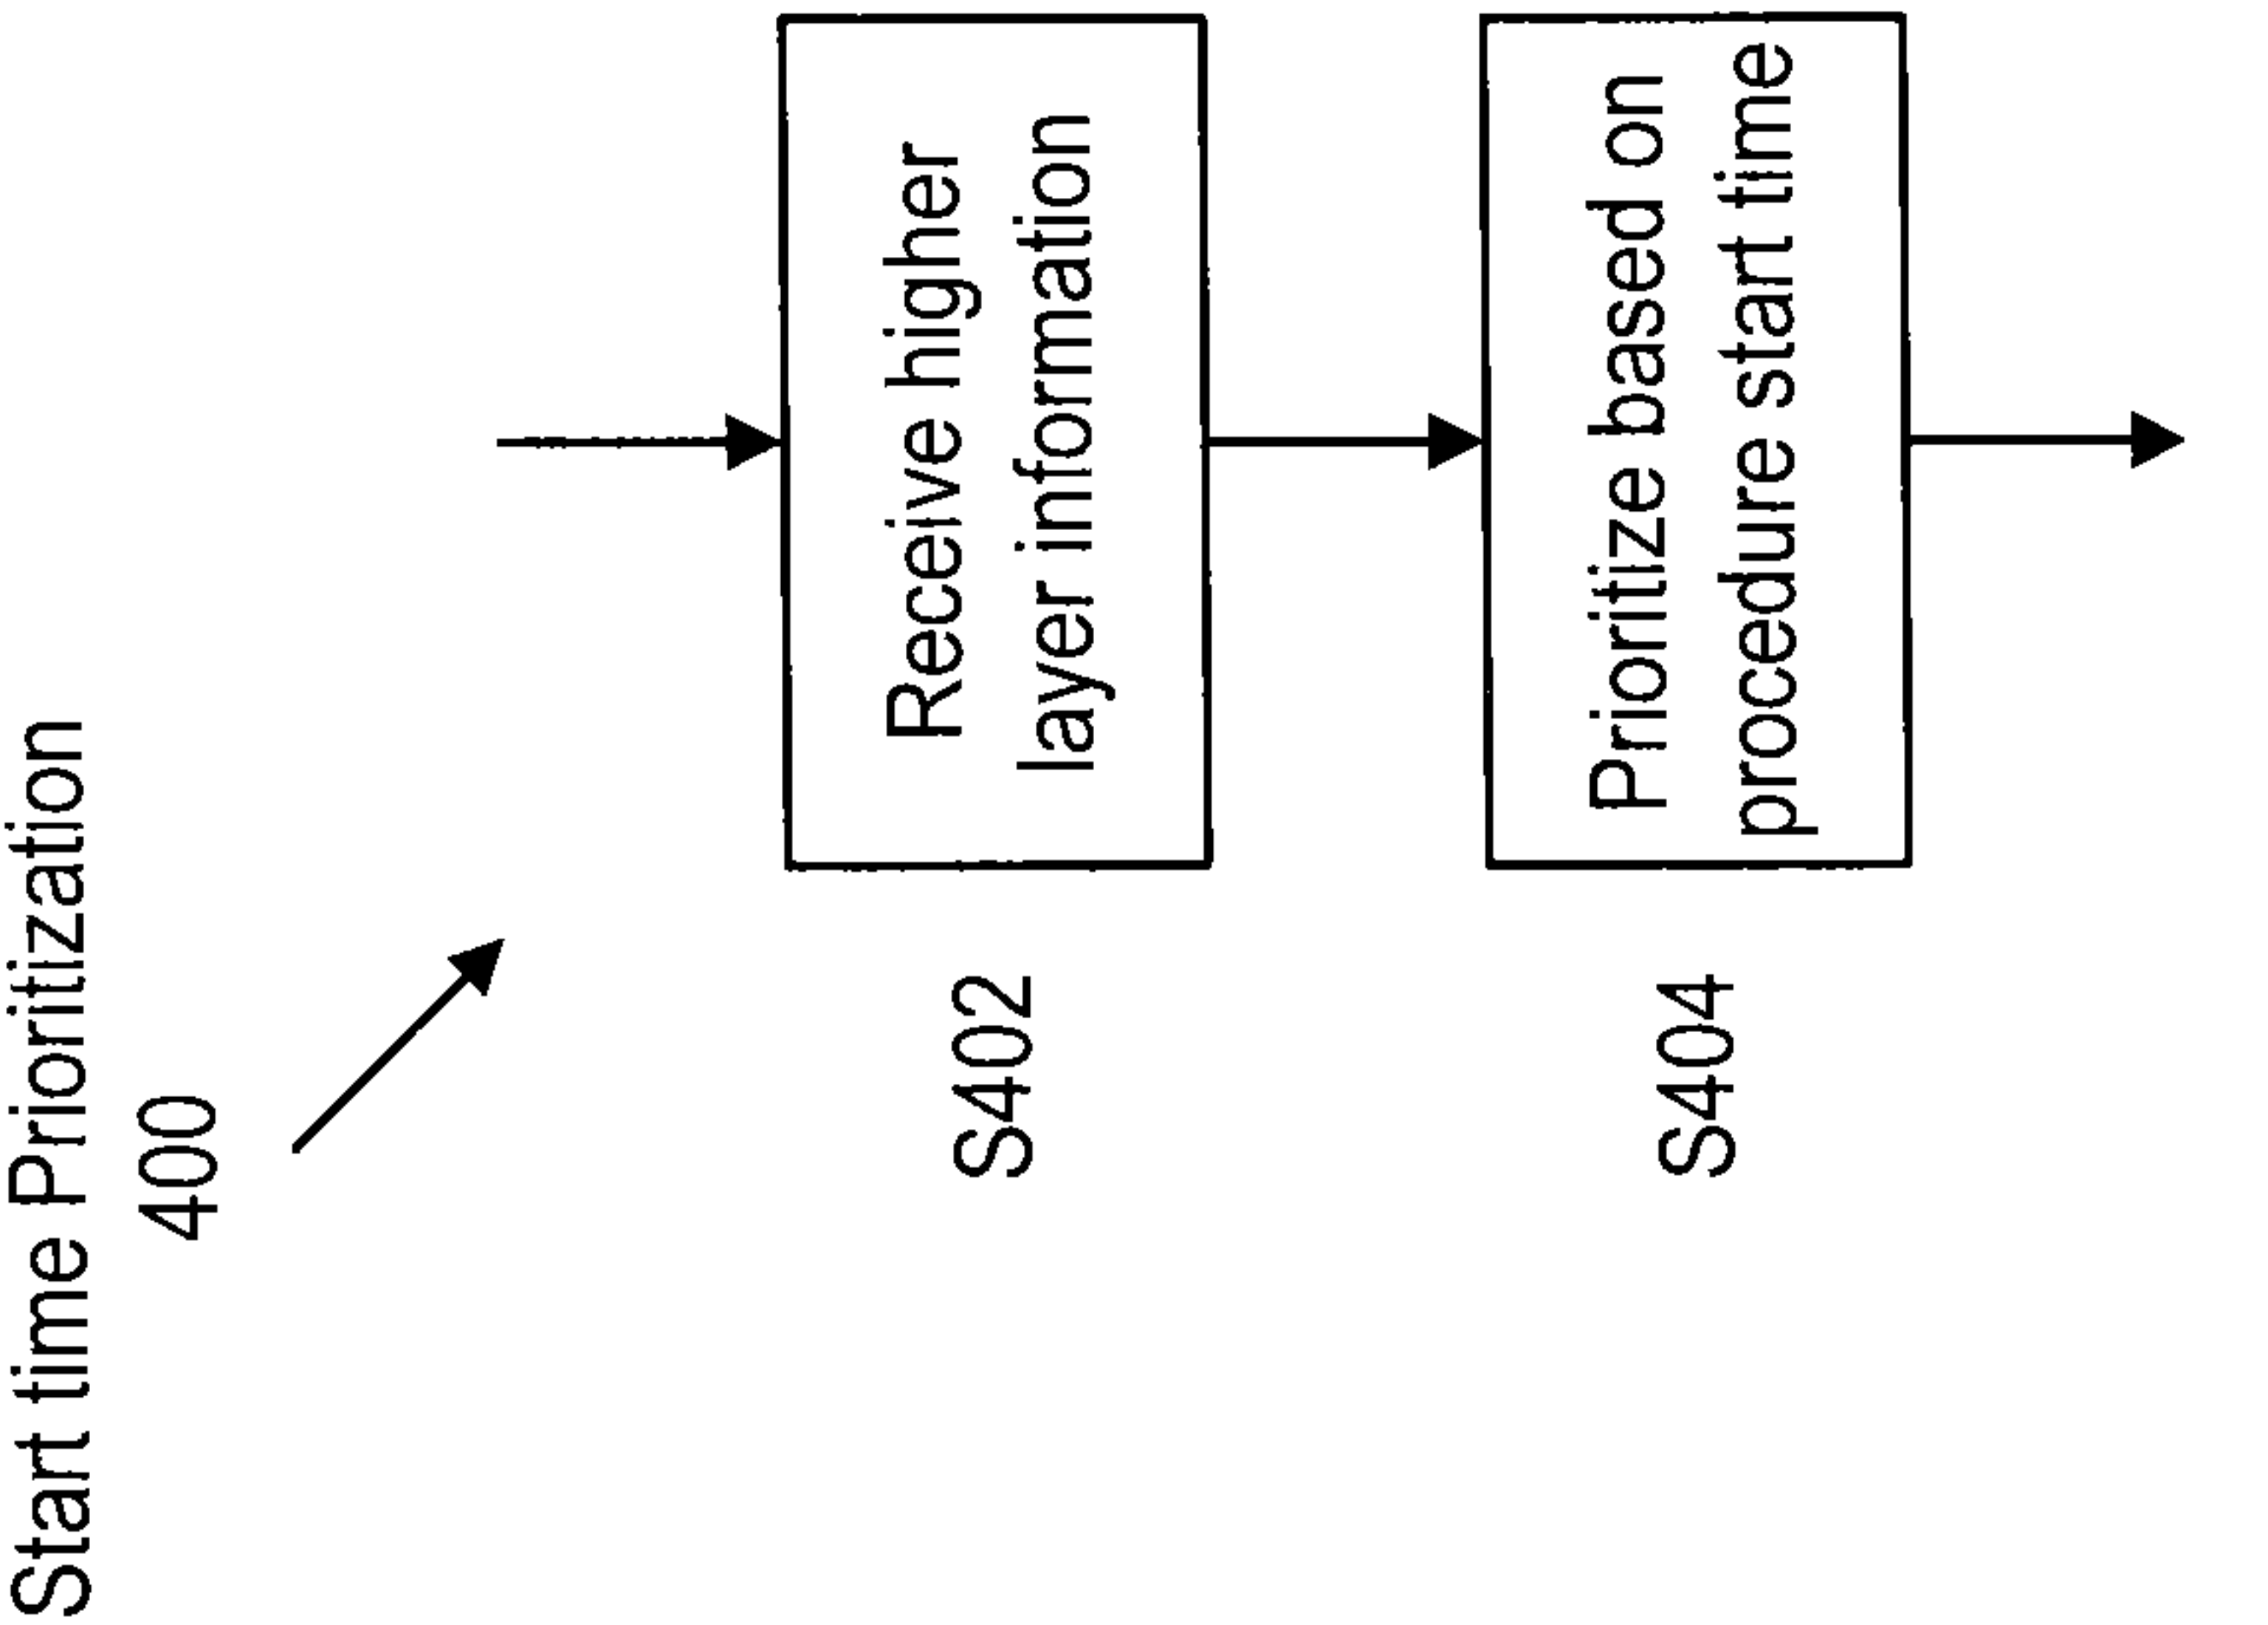 Start time Prioritization
400
S402
Receive higher
layer information
S404
Prioritize based on
procedure start time